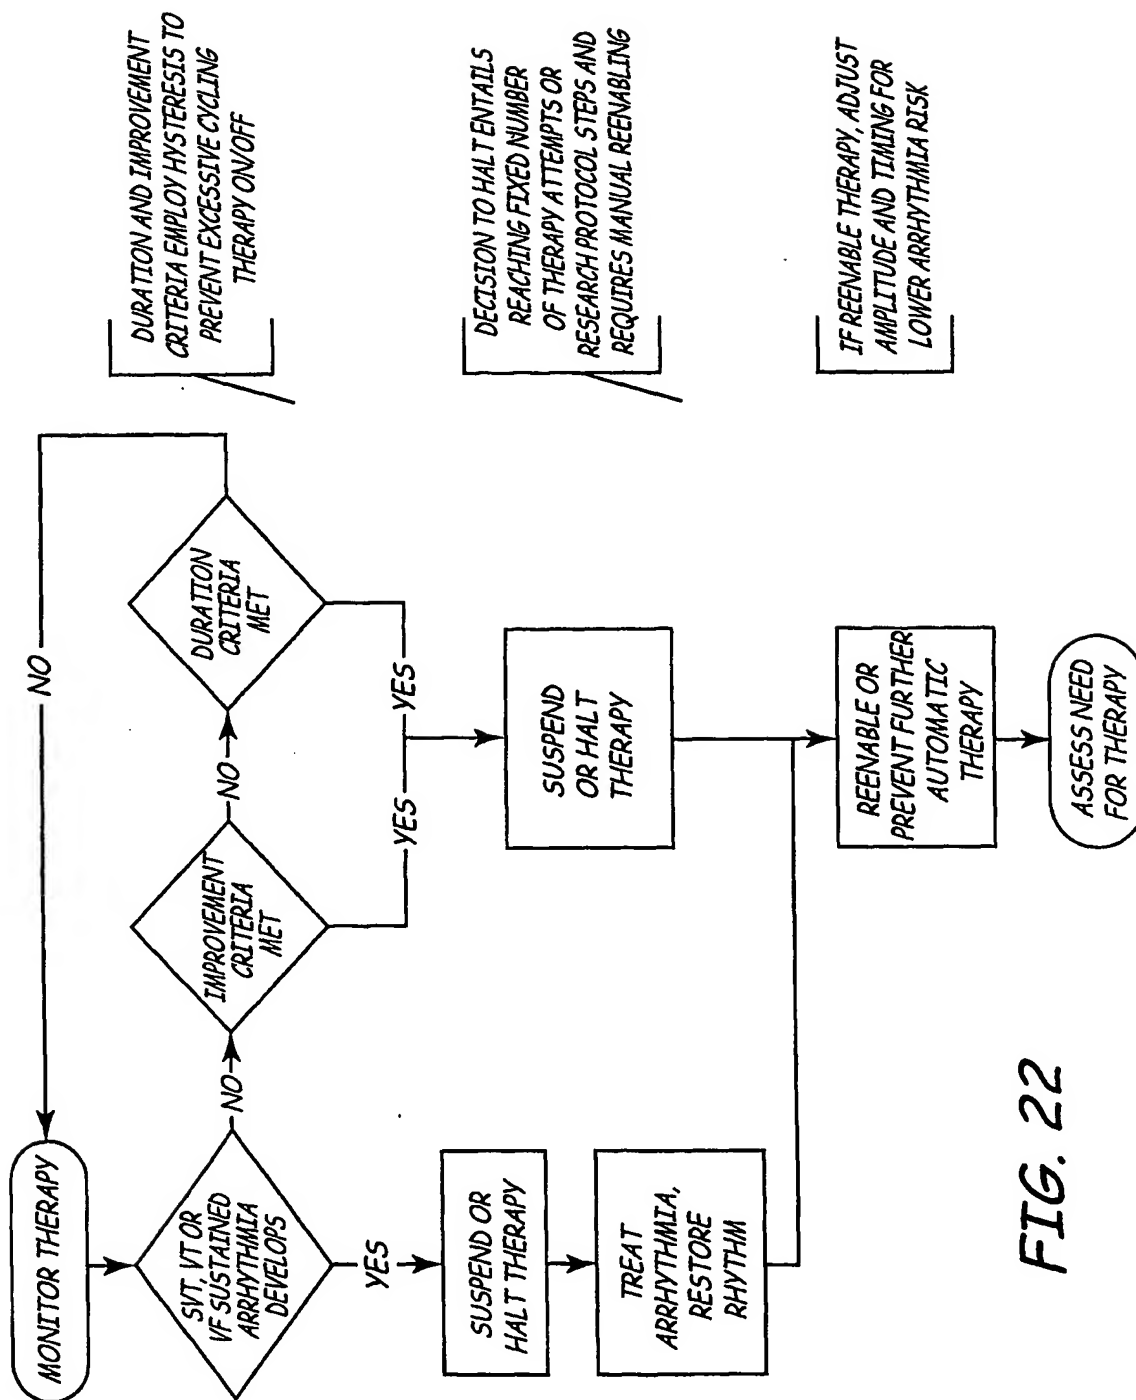 MONITOR THERAPY
SVT, VT OR
VF SUSTAINED
ARRHYTHMIA
DEVELOPS
NO
IMPROVEMENT
CRITERIA
MET
NO
DURATION
CRITERIA
MET
NO
YES
SUSPEND OR
HALT THERAPY
TREAT
ARRHYTHMIA,
RESTORE
RHYTHM
YES
YES
SUSPEND
OR HALT
THERAPY
REENABLE OR
PREVENT FURTHER
AUTOMATIC
THERAPY
ASSESS NEED
FOR THERAPY
DURATION AND IMPROVEMENT
CRITERIA EMPLOY HYSTERESIS TO
PREVENT EXCESSIVE CYCLING
THERAPY ON/OFF
DECISION TO HALT ENTAILS
REACHING FIXED NUMBER
OF THERAPY ATTEMPTS OR
RESEARCH PROTOCOL STEPS AND
REQUIRES MANUAL REENABLING
IF REENABLE THERAPY, ADJUST
AMPLITUDE AND TIMING FOR
LOWER ARRHYTHMIA RISK
FIG. 22